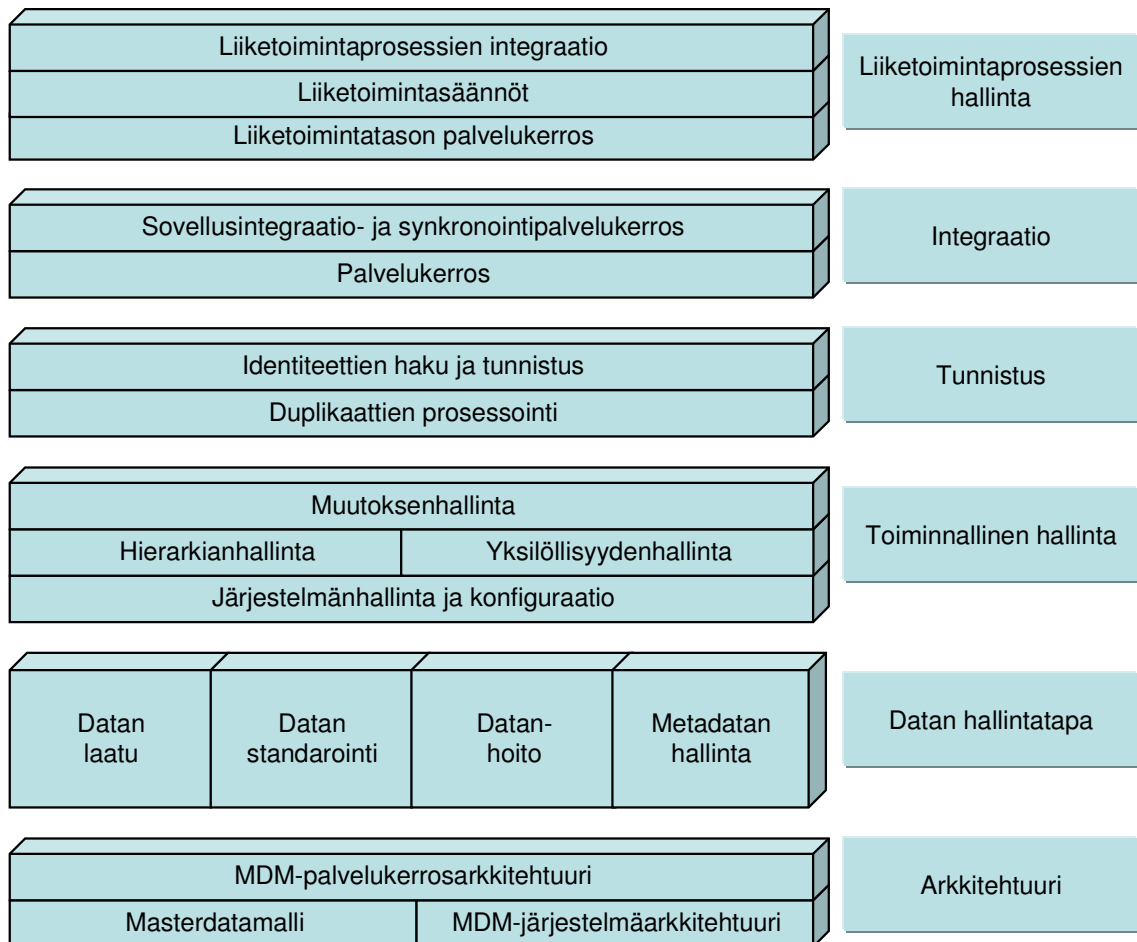 Liiketoimintaprosessien integraatio
Liiketoimintasäännöt
Liiketoimintatason palvelukerros
Liiketoimintaprosessien
hallinta
Sovellusintegraatio- ja synkronointipalvelukerros
Palvelukerros
Integraatio
Identiteettien haku ja tunnistus
Duplikaattien prosessointi
Tunnistus
Muutoksenhallinta
Hierarkianhallinta
Yksilöllisyydenhallinta
Järjestelmänhallinta ja konfiguraatio
Toiminnallinen hallinta
Datan
laatu
Datan
standarointi
Datan-
hoito
Metadatan
hallinta
Datan hallintatapa
MDM-palvelukerrosarkkitehtuuri
Masterdatamalli
MDM-järjestelmäarkkitehtuuri
Arkkitehtuuri